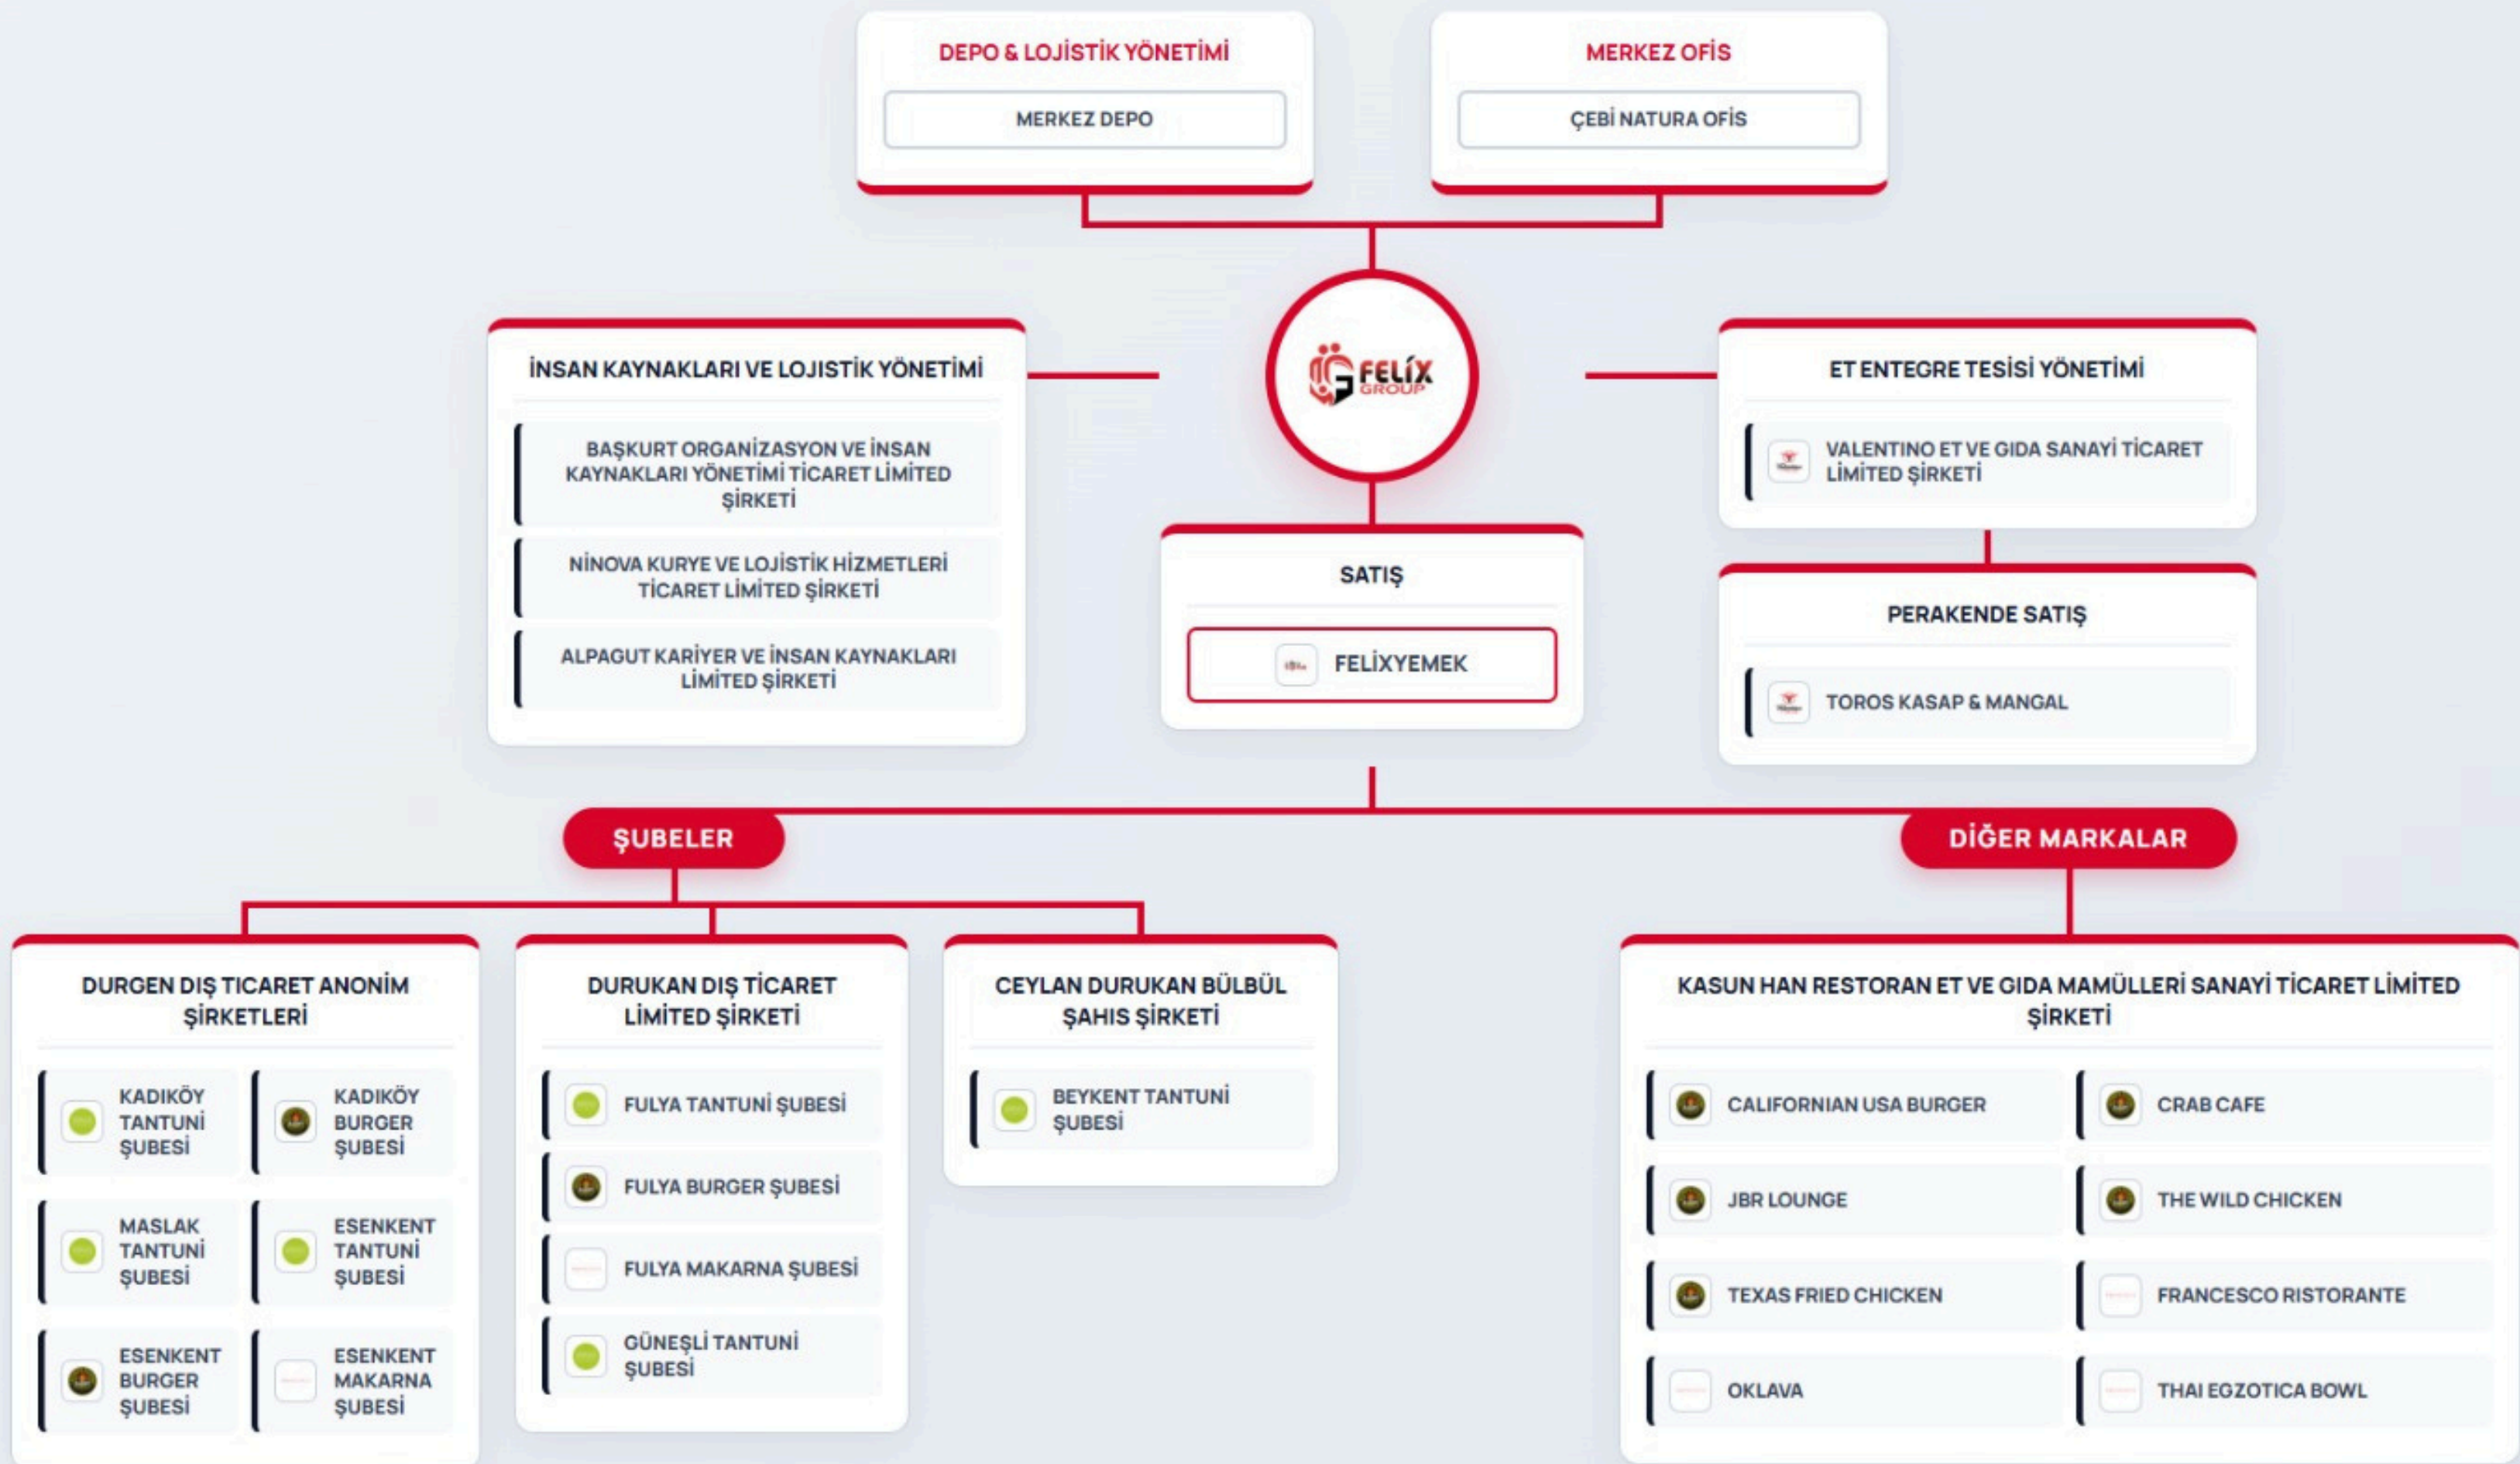 DEPO & LOJİSTİK YÖNETİMİ
MERKEZ DEPO
MERKEZ OFİS
ÇEBİ NATURA OFİS
FELİX
GROUP
İNSAN KAYNAKLARI VE LOJISTİK YÖNETİMİ
BAŞKURT ORGANİZASYON VE İNSAN
KAYNAKLARI YÖNETİMİ TİCARET LİMİTED
ŞİRKETİ
NİNOVA KURYE VE LOJİSTİK HİZMETLERİ
TİCARET LİMİTED ŞİRKETİ
ALPAGUT KARİYER VE İNSAN KAYNAKLARI
LİMİTED ŞİRKETİ
SATIŞ
FELİXYEMEK
ET ENTEGRE TESİSİ YÖNETİMİ
VALENTINO ET VE GIDA SANAYİ TİCARET
LİMİTED ŞİRKETİ
PERAKENDE SATIŞ
TOROS KASAP & MANGAL
ŞUBELER
DİĞER MARKALAR
DURGEN DIŞ TICARET ANONİM
ŞİRKETLERİ
KADIKÖY
TANTUNİ
ŞUBESİ
KADIKÖY
BURGER
ŞUBESİ
MASLAK
TANTUNİ
ŞUBESİ
ESENKENT
TANTUNİ
ŞUBESİ
ESENKENT
BURGER
ŞUBESİ
ESENKENT
MAKARNA
ŞUBESİ
DURUKAN DIŞ TİCARET
LİMİTED ŞİRKETİ
FULYA TANTUNİ ŞUBESİ
FULYA BURGER ŞUBESİ
FULYA MAKARNA ŞUBESİ
GÜNEŞLİ TANTUNİ
ŞUBESİ
CEYLAN DURUKAN BÜLBÜL
ŞAHIS ŞİRKETİ
BEYKENT TANTUNİ
ŞUBESİ
KASUN HAN RESTORAN ET VE GIDA MAMÜLLERİ SANAYİ TİCARET LİMİTED
ŞİRKETİ
CALIFORNIAN USA BURGER
CRAB CAFE
JBR LOUNGE
THE WILD CHICKEN
TEXAS FRIED CHICKEN
FRANCESCO RISTORANTE
OKLAVA
THAI EGZOTICA BOWL